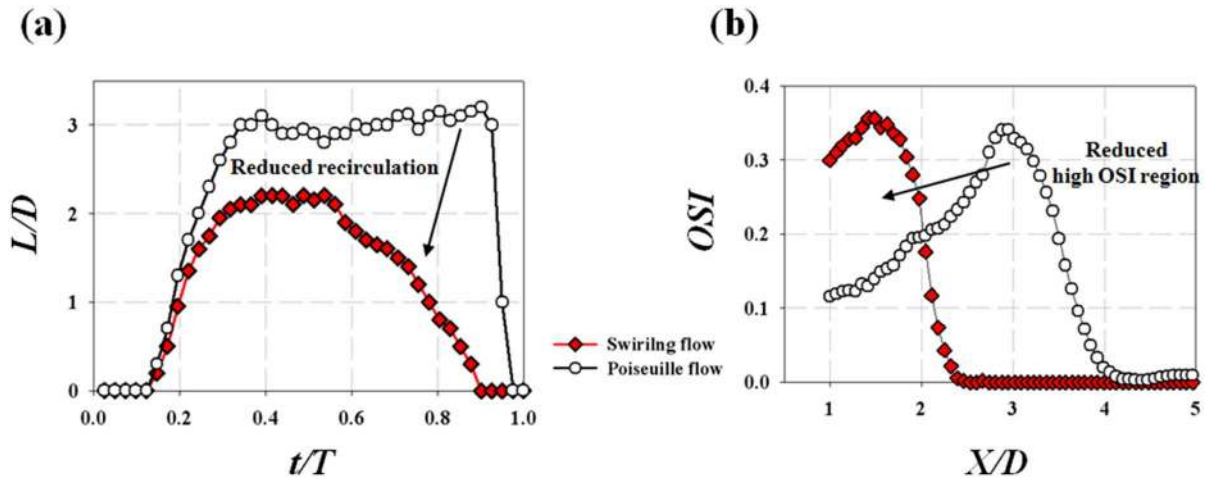 (a)
3
2
1
0
L/D
0.0 0.2 0.4 0.6 0.8 1.0
t/T
Reduced recirculation
Swirilng flow
Poiseuille flow
(b)
0.4
0.3
0.2
0.1
0.0
OSI
1 2 3 4 5
X/D
Reduced
high OSI region